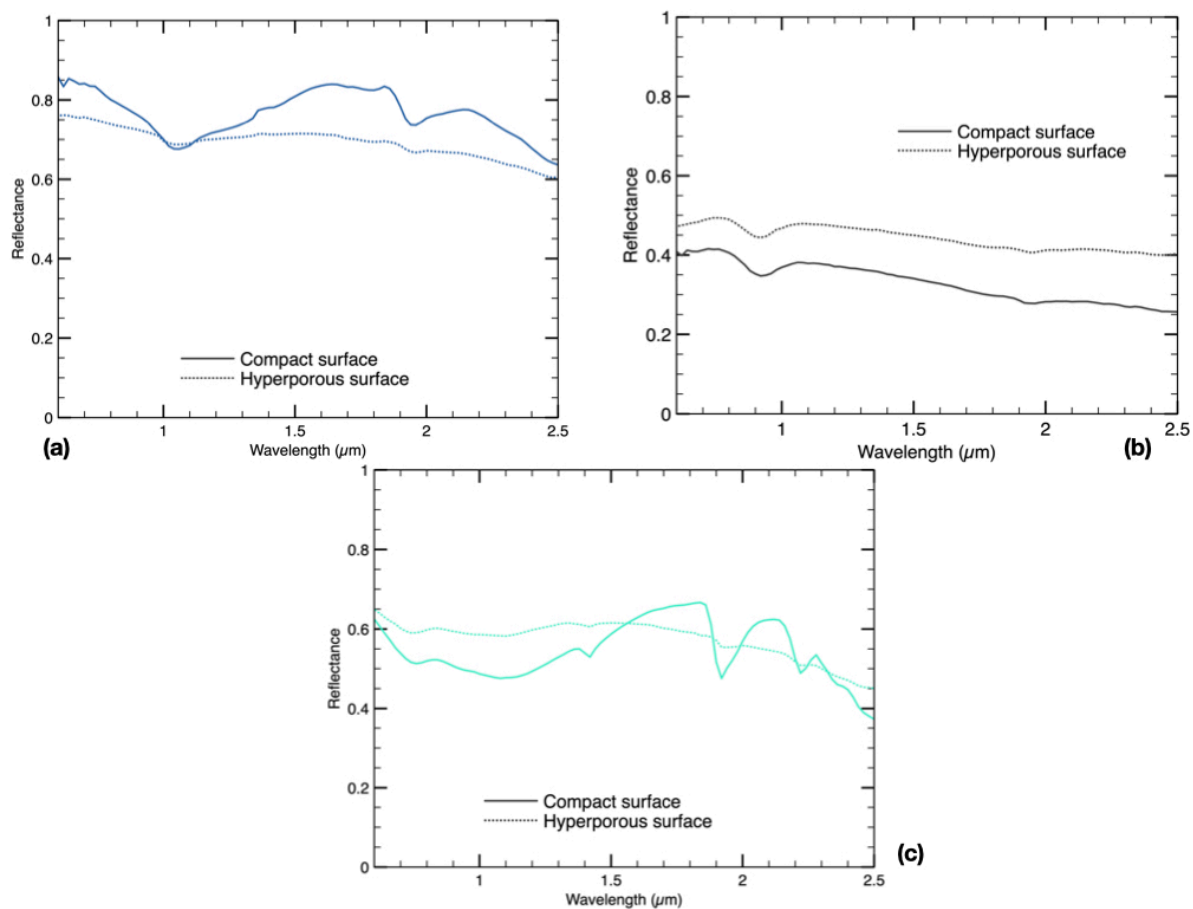 1
0.8
0.6
0.4
0.2
0
Reflectance
Compact surface
Hyperporous surface
1
1.5
2
2.5
Wavelength (µm)
(a)
1
0.8
0.6
0.4
0.2
0
Reflectance
Compact surface
Hyperporous surface
1
1.5
2
2.5
Wavelength (µm)
(b)
1
0.8
0.6
0.4
0.2
0
Reflectance
Compact surface
Hyperporous surface
1
1.5
2
2.5
Wavelength (µm)
(c)